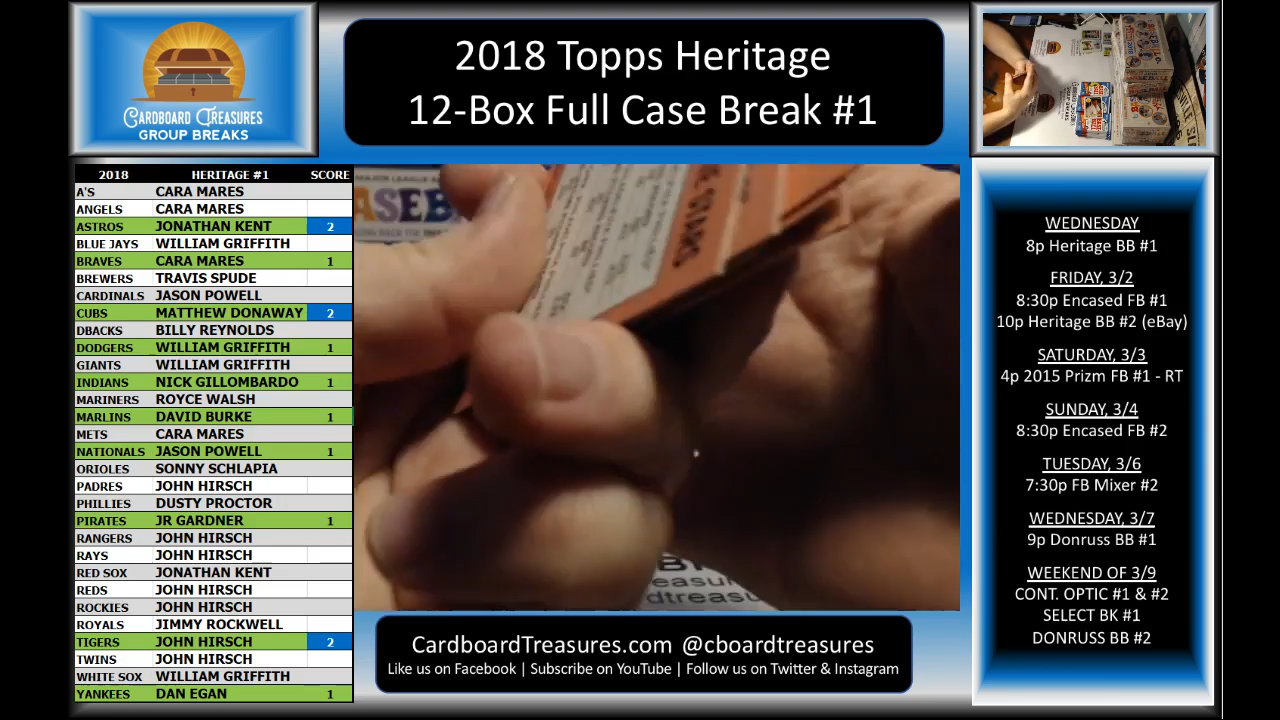 CARDBOARD TREASURES
GROUP BREAKS
2018 Topps Heritage
12-Box Full Case Break #1
2018 HERITAGE #1 SCORE
A'S CARA MARES
ANGELS CARA MARES
ASTROS JONATHAN KENT 2
BLUE JAYS WILLIAM GRIFFITH
BRAVES CARA MARES 1
BREWERS TRAVIS SPUDE
CARDINALS JASON POWELL
CUBS MATTHEW DONAWAY 2
DBACKS BILLY REYNOLDS
DODGERS WILLIAM GRIFFITH 1
GIANTS WILLIAM GRIFFITH
INDIANS NICK GILLOMBARDO 1
MARINERS ROYCE WALSH
MARLINS DAVID BURKE 1
METS CARA MARES
NATIONALS JASON POWELL 1
ORIOLES SONNY SCHLAPIA
PADRES JOHN HIRSCH
PHILLIES DUSTY PROCTOR
PIRATES JR GARDNER 1
RANGERS JOHN HIRSCH
RAYS JOHN HIRSCH
RED SOX JONATHAN KENT
REDS JOHN HIRSCH
ROCKIES JOHN HIRSCH
ROYALS JIMMY ROCKWELL
TIGERS JOHN HIRSCH 2
TWINS JOHN HIRSCH
WHITE SOX WILLIAM GRIFFITH
YANKEES DAN EGAN 1
ASEB
CardboardTreasures.com @cboardtreasures
Like us on Facebook | Subscribe on YouTube | Follow us on Twitter & Instagram
WEDNESDAY
8p Heritage BB #1
FRIDAY, 3/2
8:30p Encased FB #1
10p Heritage BB #2 (eBay)
SATURDAY, 3/3
4p 2015 Prizm FB #1 - RT
SUNDAY, 3/4
8:30p Encased FB #2
TUESDAY, 3/6
7:30p FB Mixer #2
WEDNESDAY, 3/7
9p Donruss BB #1
WEEKEND OF 3/9
CONT. OPTIC #1 & #2
SELECT BK #1
DONRUSS BB #2